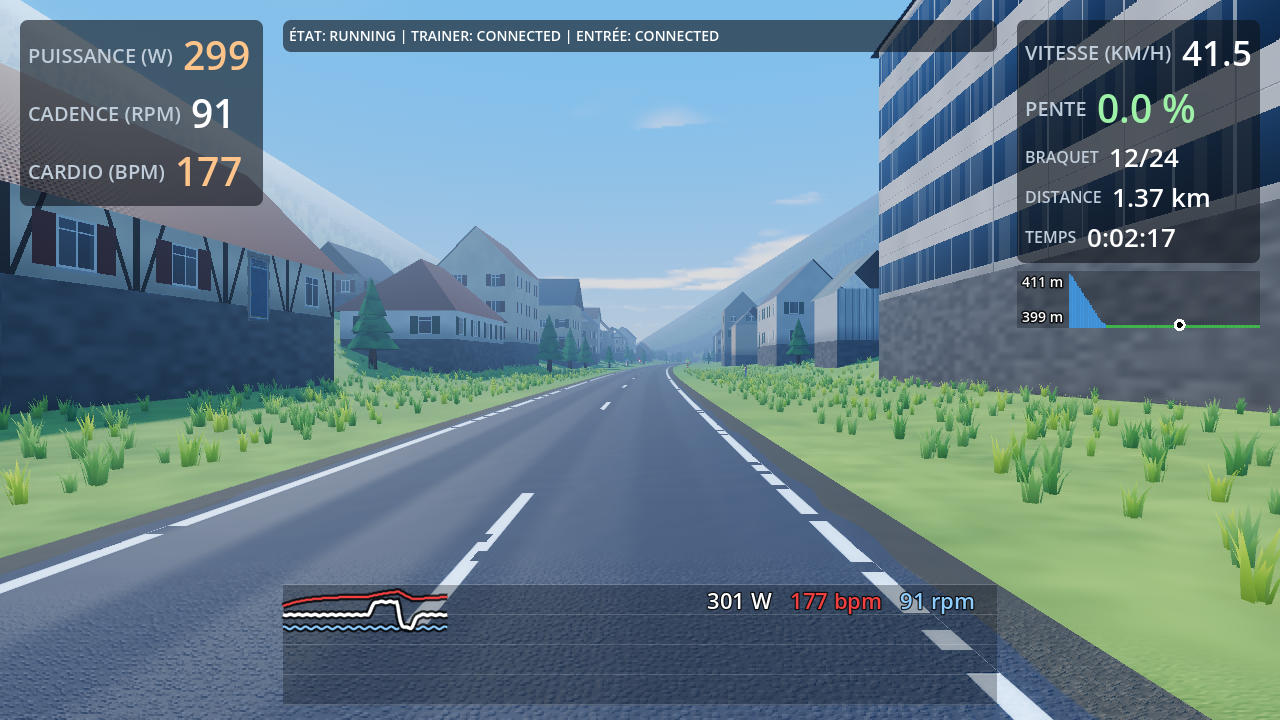 PUISSANCE (W) 299
CADENCE (RPM) 91
CARDIO (BPM) 177
ÉTAT: RUNNING | TRAINER: CONNECTED | ENTRÉE: CONNECTED
VITESSE (KM/H) 41.5
PENTE 0.0 %
BRAQUET 12/24
DISTANCE 1.37 km
TEMPS 0:02:17
411 m
399 m
301 W 177 bpm 91 rpm